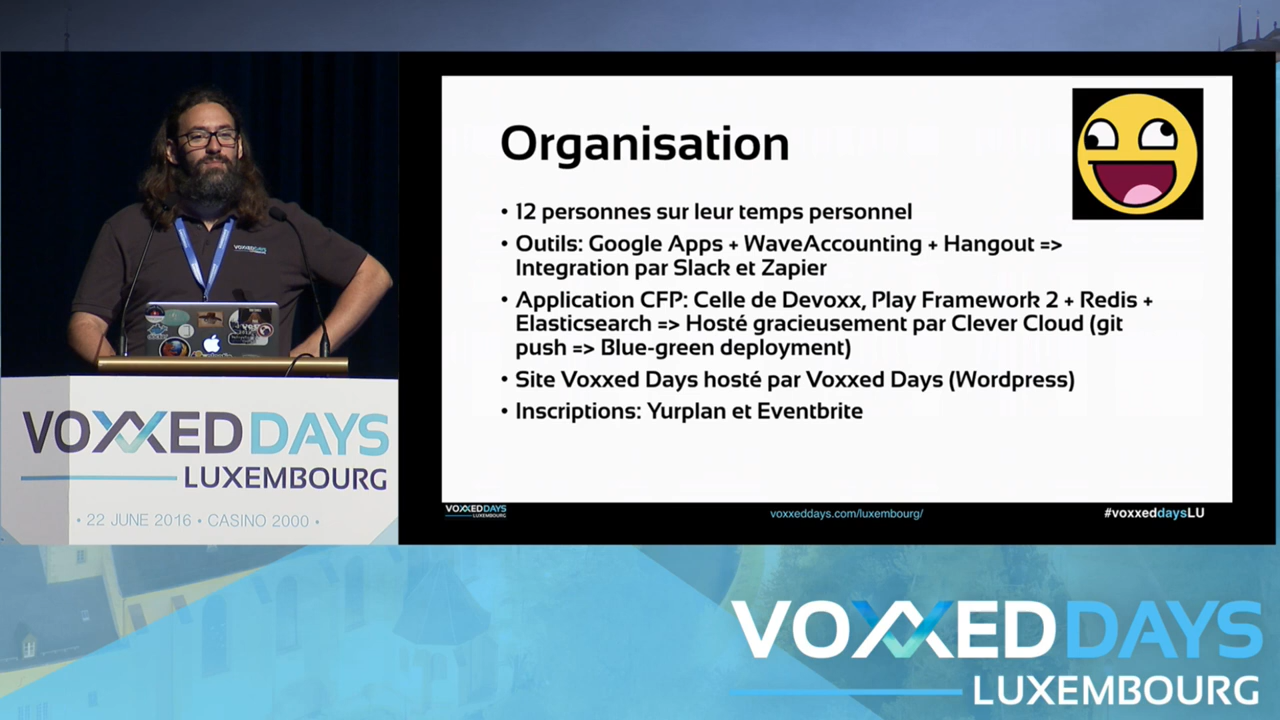 VOXXED DAYS
LUXEMBOURG
• 22 JUNE 2016 • CASINO 2000 •
Organisation
• 12 personnes sur leur temps personnel
• Outils: Google Apps + WaveAccounting + Hangout =>
Integration par Slack et Zapier
• Application CFP: Celle de Devoxx, Play Framework 2 + Redis +
Elasticsearch => Hosté gracieusement par Clever Cloud (git
push => Blue-green deployment)
• Site Voxxed Days hosté par Voxxed Days (Wordpress)
• Inscriptions: Yurplan et Eventbrite
VOXXEDDAYS
LUXEMBOURG
voxxeddays.com/luxembourg/
#voxxeddaysLU
VOXXED DAYS
LUXEMBOURG